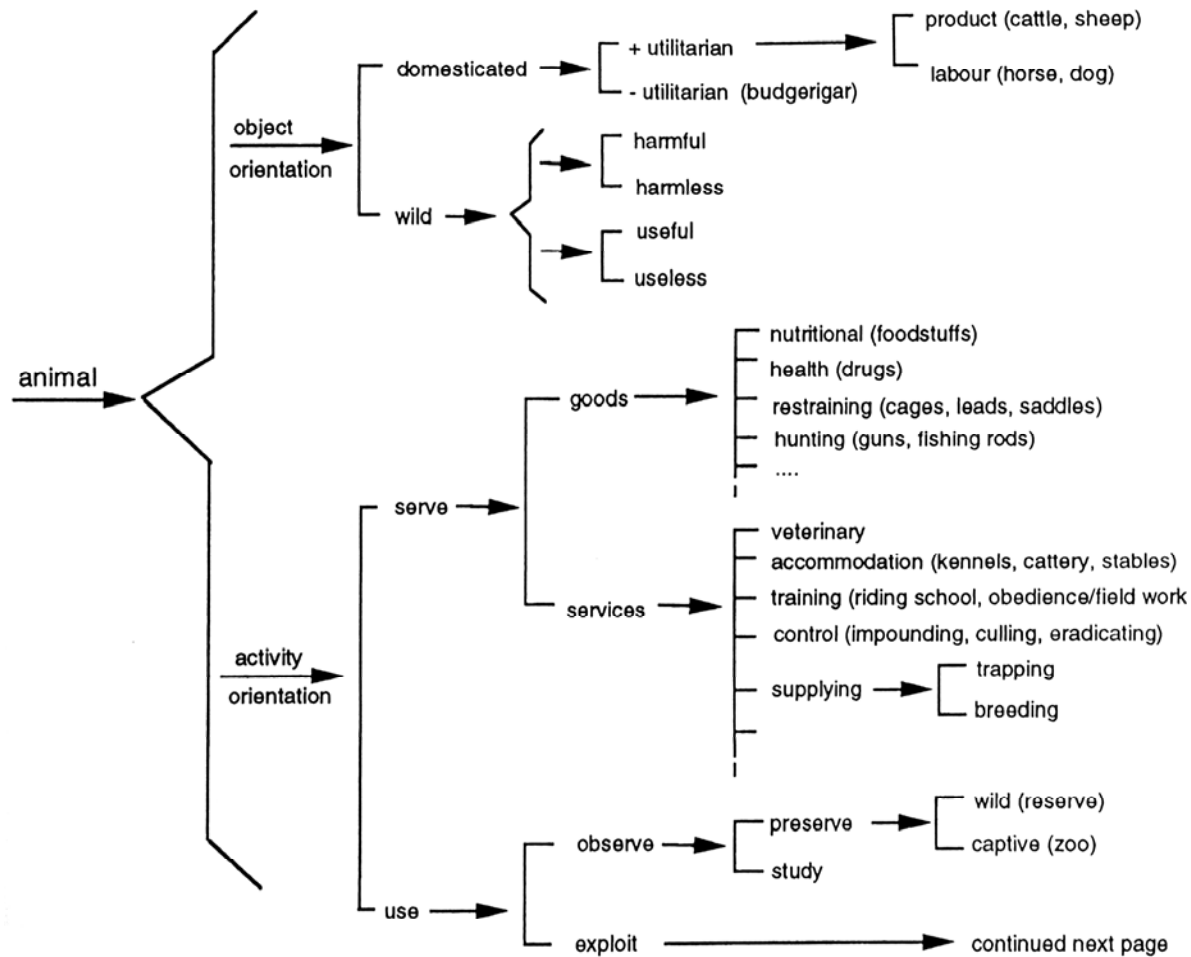 product (cattle, sheep)
+ utilitarian
domesticated
labour (horse, dog)
- utilitarian (budgerigar)
object
orientation
harmful
harmless
wild
useful
useless
animal
nutritional (foodstuffs)
health (drugs)
goods
restraining (cages, leads, saddles)
hunting (guns, fishing rods)
....
serve
veterinary
accommodation (kennels, cattery, stables)
services
training (riding school, obedience/field work
control (impounding, culling, eradicating)
activity
orientation
trapping
supplying
breeding
wild (reserve)
preserve
observe
captive (zoo)
study
use
exploit
continued next page